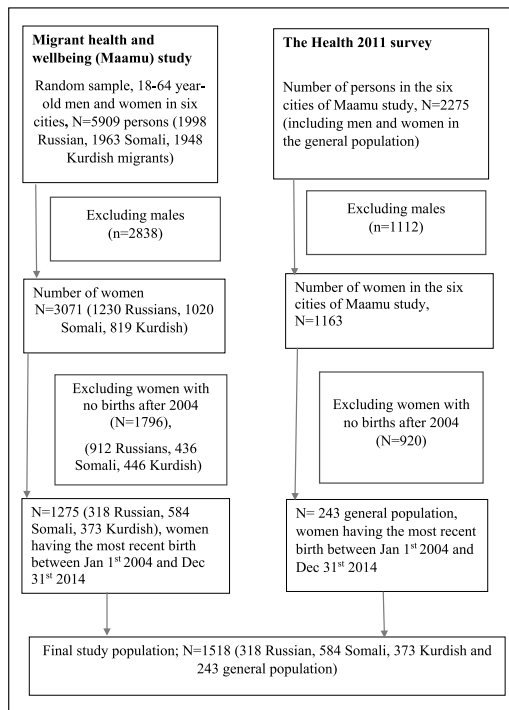 Migrant health and
wellbeing (Maamu) study
Random sample, 18-64 year-
old men and women in six
cities, N=5909 persons (1998
Russian, 1963 Somali, 1948
Kurdish migrants)
The Health 2011 survey
Number of persons in the six
cities of Maamu study, N=2275
(including men and women in
the general population)
Excluding males
(n=2838)
Excluding males
(n=1112)
Number of women
N=3071 (1230 Russians, 1020
Somali, 819 Kurdish)
Number of women in the six
cities of Maamu study,
N=1163
Excluding women with
no births after 2004
(N=1796),
(912 Russians, 436
Somali, 446 Kurdish)
Excluding women with
no births after 2004
(N=920)
N=1275 (318 Russian, 584
Somali, 373 Kurdish), women
having the most recent birth
between Jan 1st 2004 and Dec
31st 2014
N= 243 general population,
women having the most recent
birth between Jan 1st 2004 and
Dec 31st 2014
Final study population; N=1518 (318 Russian, 584 Somali, 373 Kurdish and
243 general population)